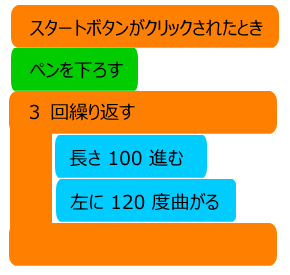 スタートボタンがクリックされたとき
ペンを下ろす
3 回繰り返す
長さ 100 進む
左に 120 度曲がる